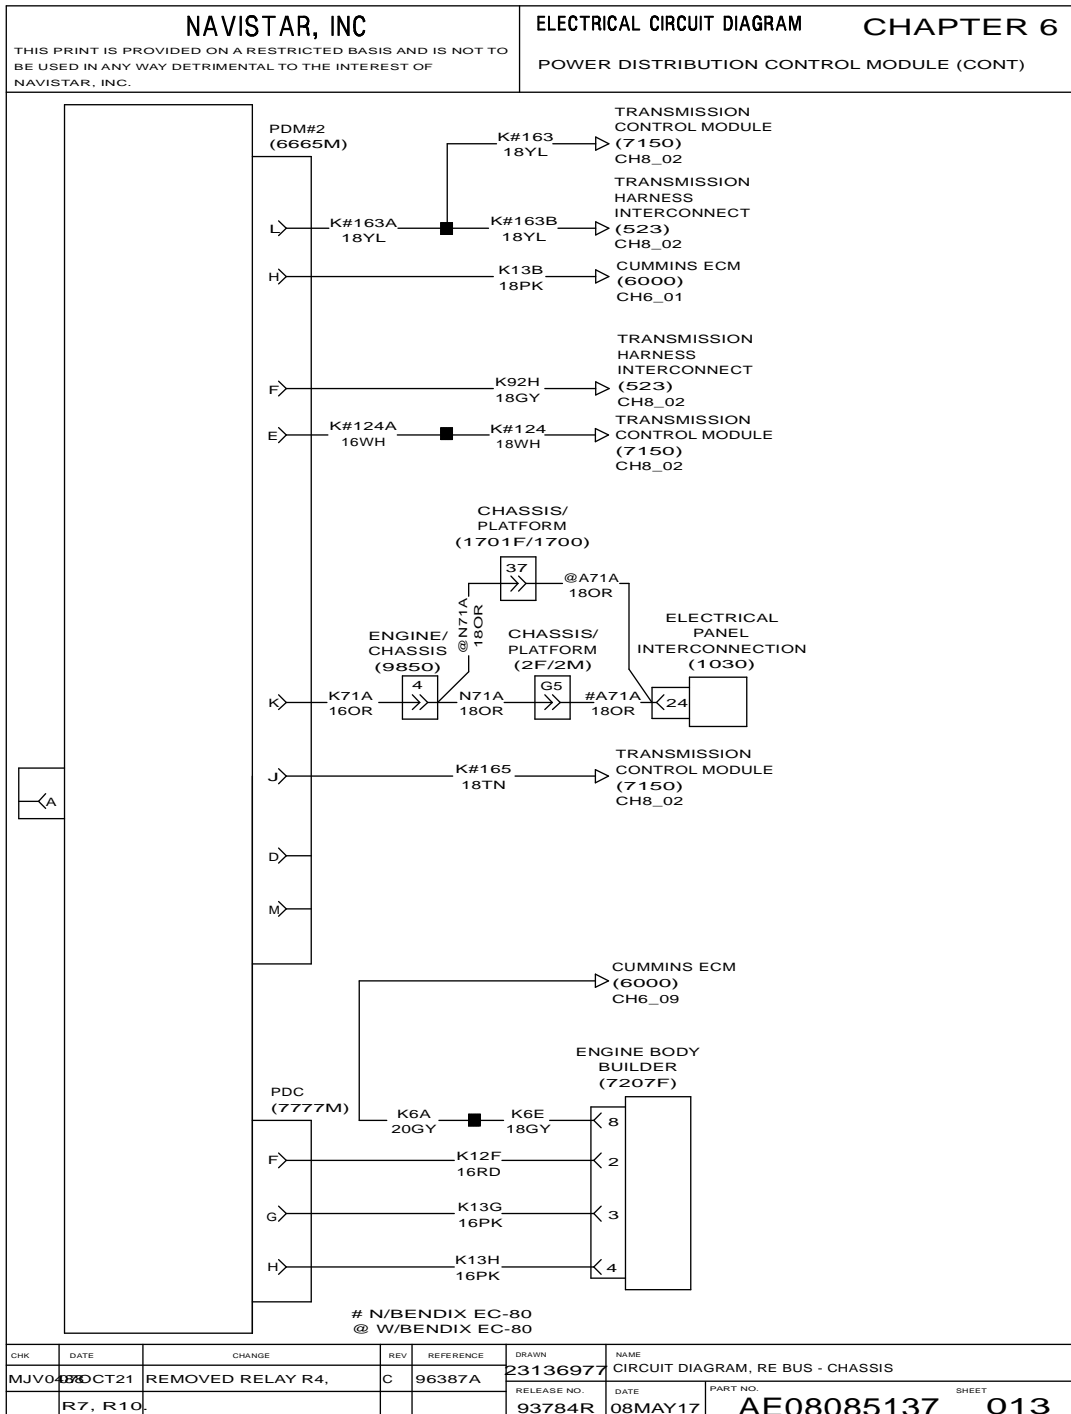 NAVISTAR, INC
THIS PRINT IS PROVIDED ON A RESTRICTED BASIS AND IS NOT TO
BE USED IN ANY WAY DETRIMENTAL TO THE INTEREST OF
NAVISTAR, INC.
ELECTRICAL CIRCUIT DIAGRAM
CHAPTER 6
POWER DISTRIBUTION CONTROL MODULE (CONT)
PDM#2
(6665M)
K#163
18YL
TRANSMISSION
CONTROL MODULE
(7150)
CH8_02
L
K#163A
18YL
K#163B
18YL
TRANSMISSION
HARNESS
INTERCONNECT
(523)
CH8_02
H
K13B
18PK
CUMMINS ECM
(6000)
CH6_01
F
K92H
18GY
TRANSMISSION
HARNESS
INTERCONNECT
(523)
CH8_02
E
K#124A
16WH
K#124
18WH
TRANSMISSION
CONTROL MODULE
(7150)
CH8_02
CHASSIS/
PLATFORM
(1701F/1700)
37
@A71A
18OR
@N71A
18OR
ENGINE/
CHASSIS
(9850)
4
CHASSIS/
PLATFORM
(2F/2M)
G5
ELECTRICAL
PANEL
INTERCONNECTION
(1030)
K
K71A
16OR
N71A
18OR
#A71A
18OR
24
J
K#165
18TN
TRANSMISSION
CONTROL MODULE
(7150)
CH8_02
A
D
M
CUMMINS ECM
(6000)
CH6_09
ENGINE BODY
BUILDER
(7207F)
PDC
(7777M)
K6A
20GY
K6E
18GY
8
F
K12F
16RD
2
G
K13G
16PK
3
H
K13H
16PK
4
# N/BENDIX EC-80
@ W/BENDIX EC-80
CHK
DATE
CHANGE
REV
REFERENCE
DRAWN
NAME
REMOVED RELAY R4,
C
96387A
23136977
CIRCUIT DIAGRAM, RE BUS - CHASSIS
R7, R10.
RELEASE NO.
93784R
DATE
08MAY17
PART NO.
AE08085137
SHEET
013